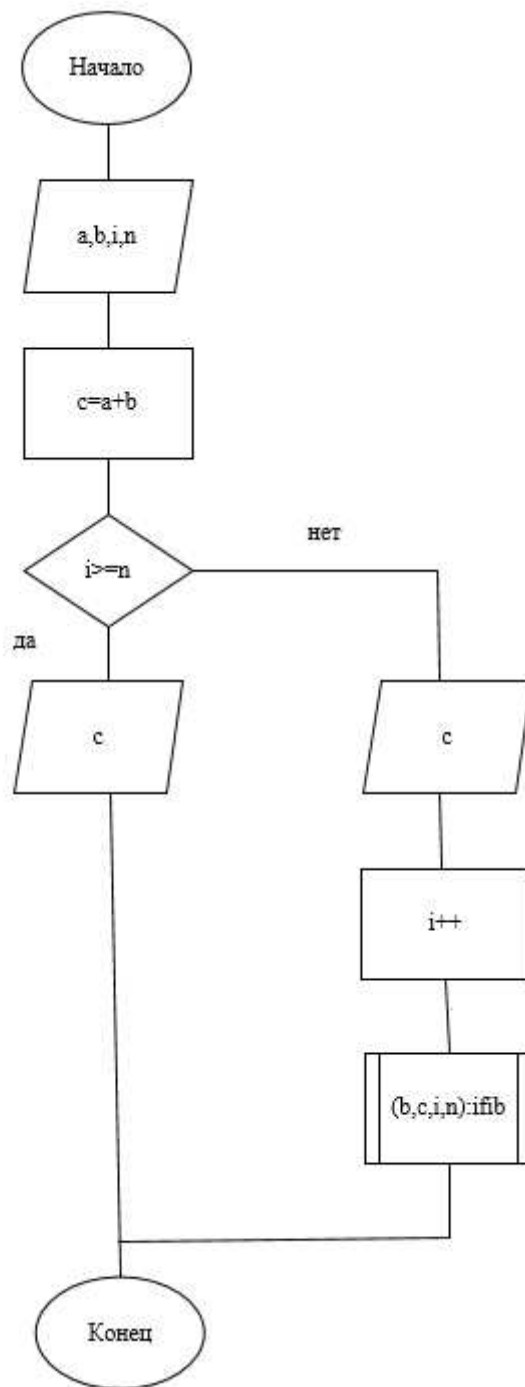 Начало
a,b,i,n
c=a+b
i>=n
нет
да
c
c
i++
(b,c,i,n):ifib
Конец